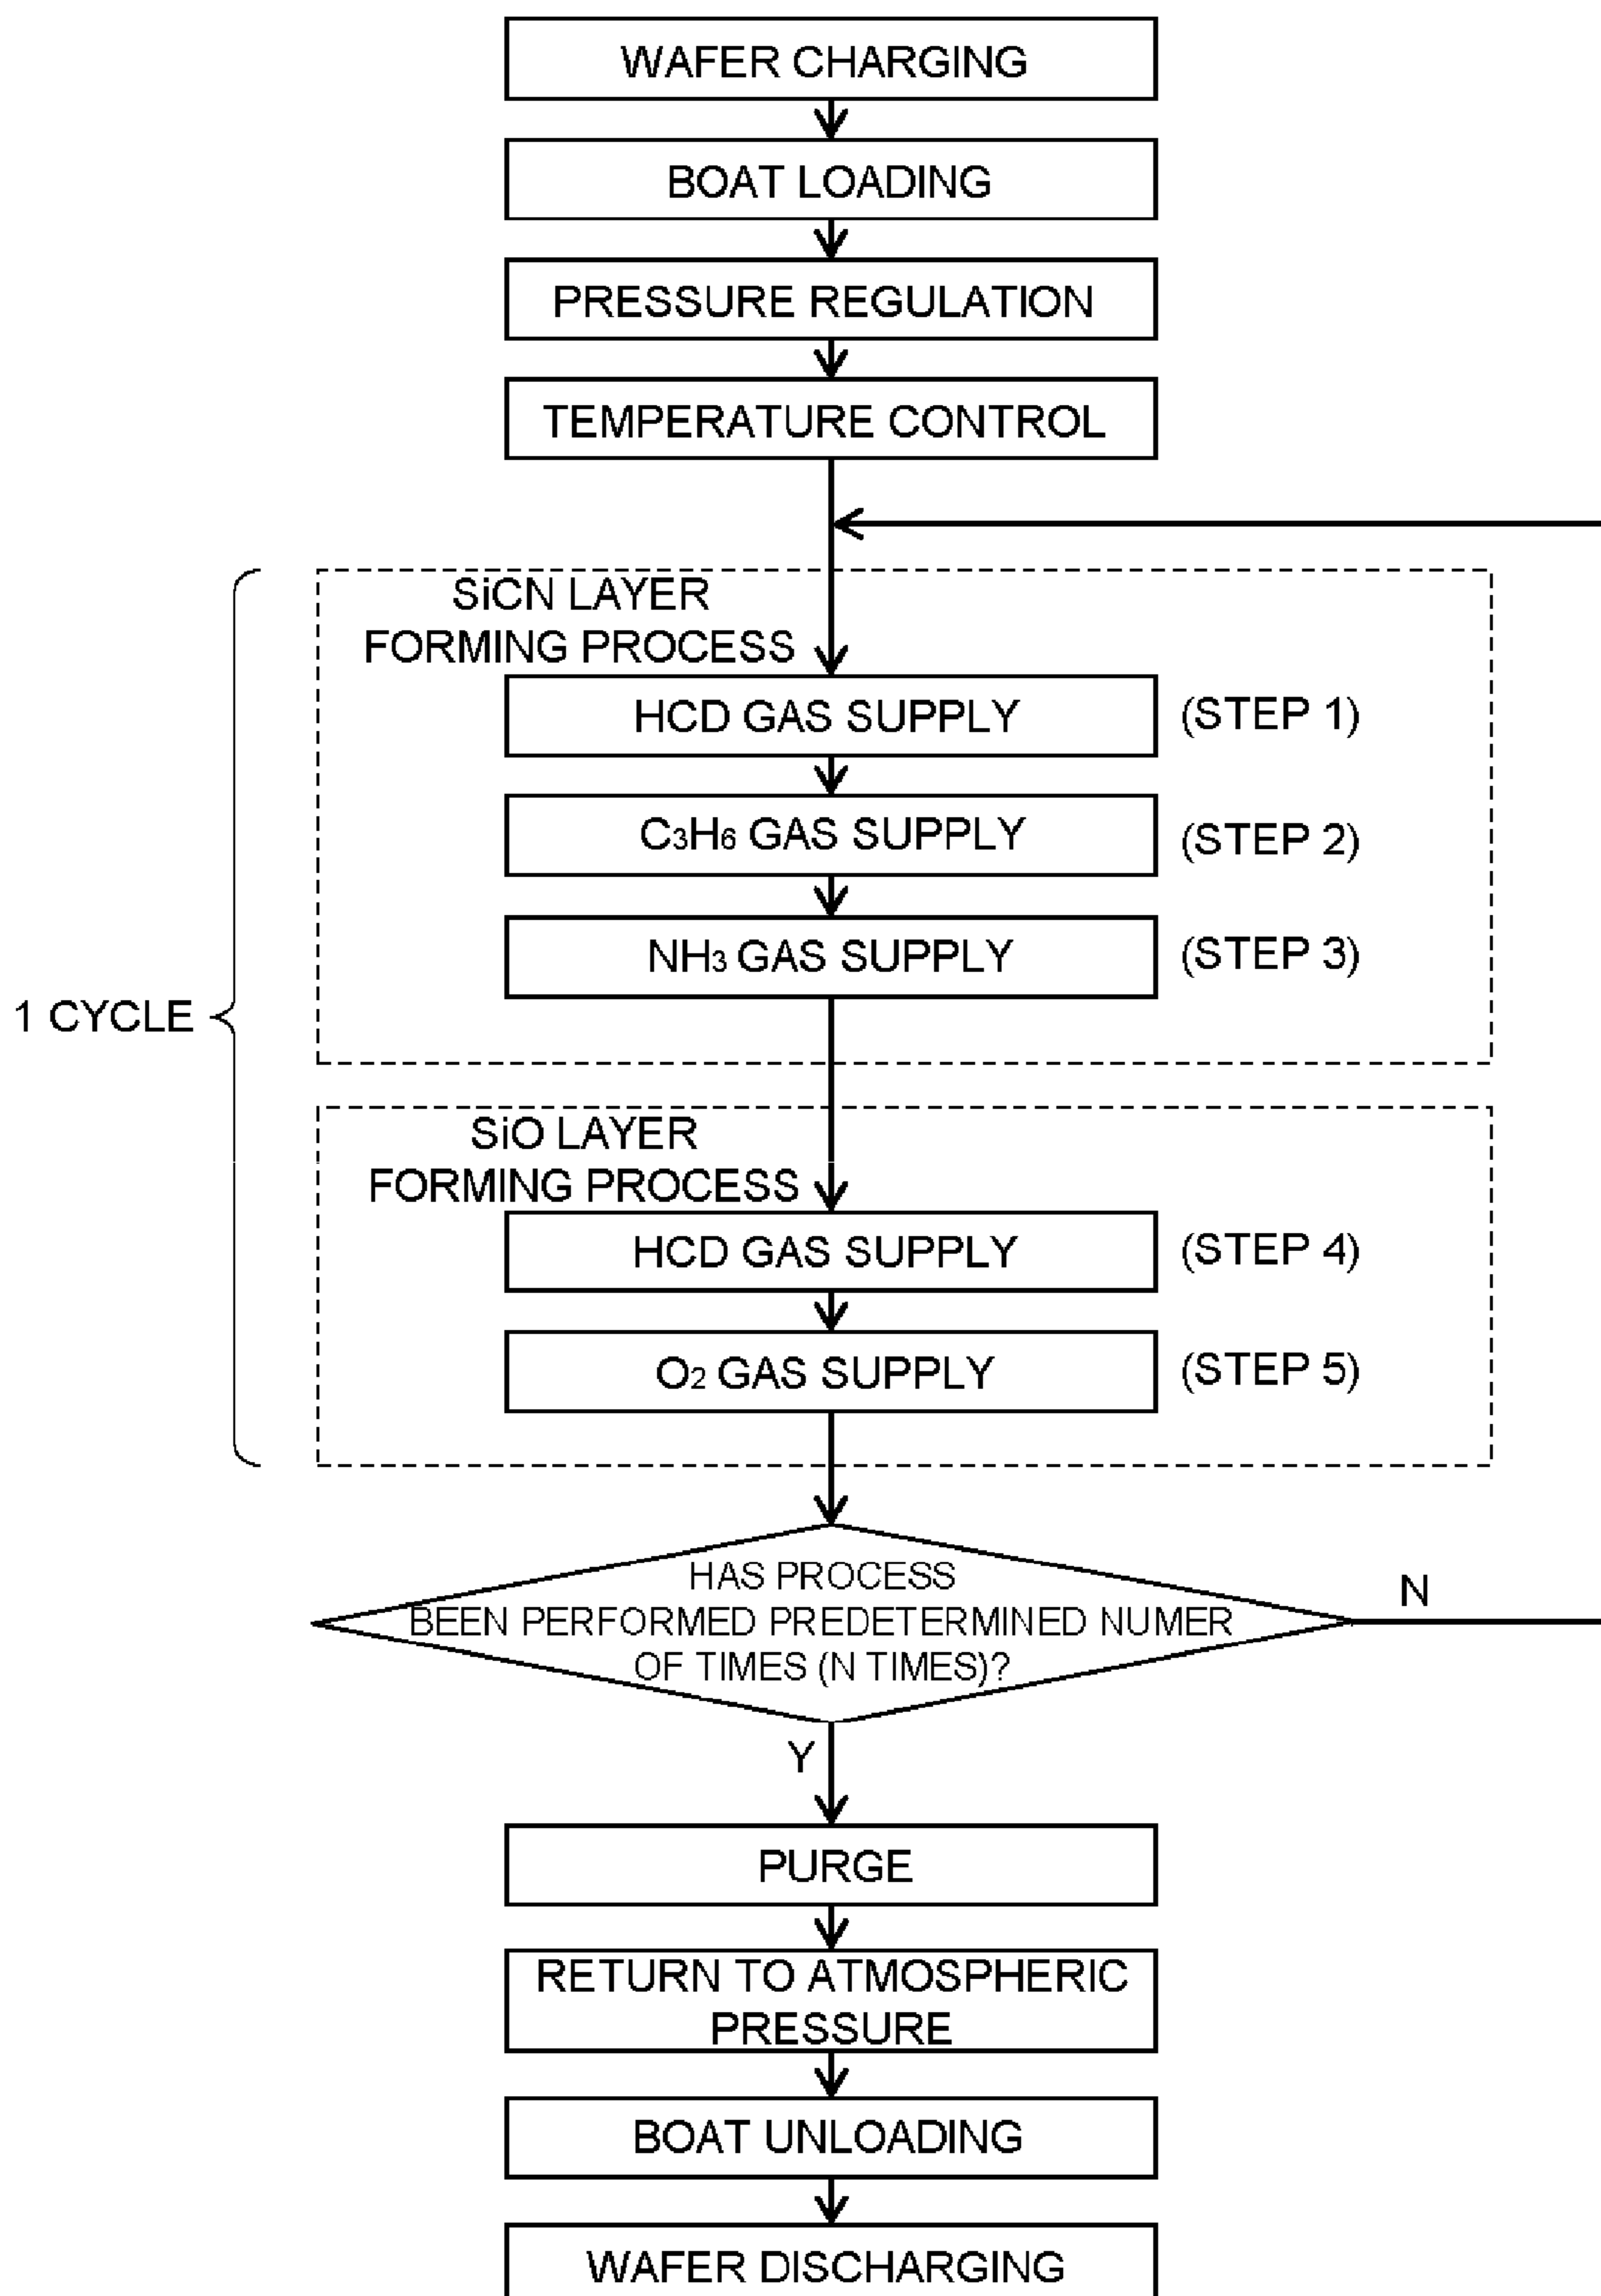 WAFER CHARGING
BOAT LOADING
PRESSURE REGULATION
TEMPERATURE CONTROL
SiCN LAYER
FORMING PROCESS
HCD GAS SUPPLY (STEP 1)
C₃H₆ GAS SUPPLY (STEP 2)
NH₃ GAS SUPPLY (STEP 3)
1 CYCLE
SiO LAYER
FORMING PROCESS
HCD GAS SUPPLY (STEP 4)
O₂ GAS SUPPLY (STEP 5)
HAS PROCESS
BEEN PERFORMED PREDETERMINED NUMER
OF TIMES (N TIMES)?
N
Y
PURGE
RETURN TO ATMOSPHERIC
PRESSURE
BOAT UNLOADING
WAFER DISCHARGING